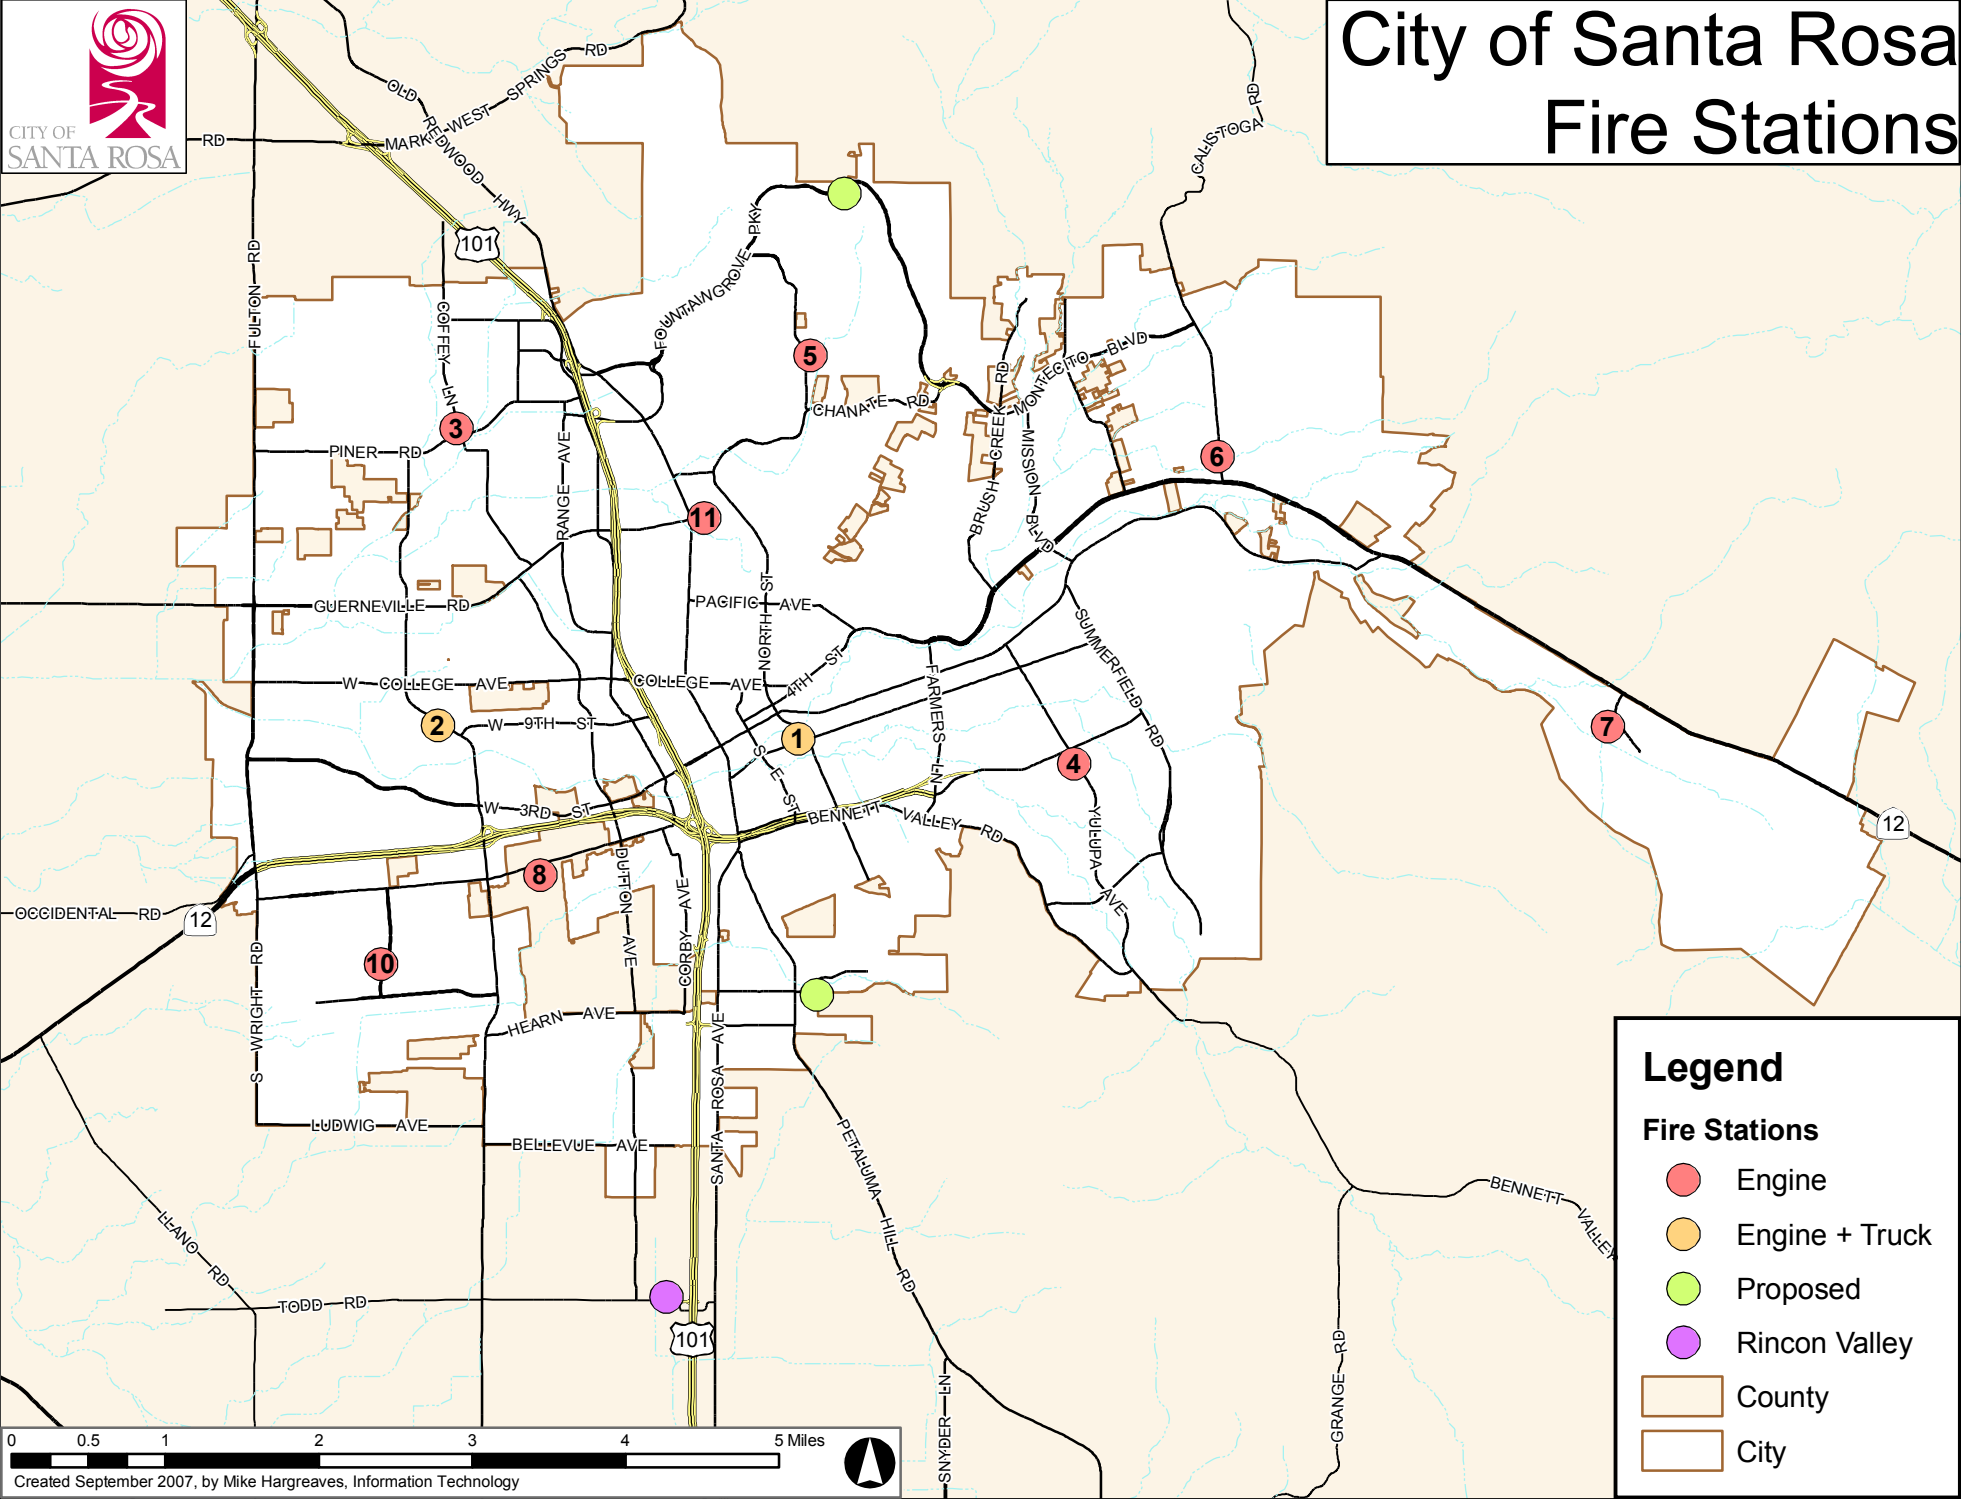 City of Santa Rosa
Fire Stations
CITY OF
SANTA ROSA
RD
OLD REDWOOD HWY
MARK WEST SPRINGS RD
CALISTOGA RD
101
FULTON RD
COFFEY LN
FOUNTAINGROVE PKY
5
CHANATE RD
MONTECITO BLVD
3
PINER RD
RANGE AVE
BRUSH CREEK RD
MISSION BLVD
6
11
GUERNEVILLE RD
PACIFIC AVE
NORTH ST
SUMMERFIELD RD
W COLLEGE AVE
COLLEGE AVE
4TH ST
FARMERS LN
2
W 9TH ST
1
S E ST
4
7
W 3RD ST
BENNETT VALLEY RD
YULUPA AVE
12
8
DUTTON AVE
CORBY AVE
OCCIDENTAL RD
12
10
S WRIGHT RD
HEARN AVE
SANTA ROSA AVE
LUDWIG AVE
BELLEVUE AVE
PETALUMA HILL RD
LLANO RD
TODD RD
101
BENNETT VALLEY
GRANGE RD
SNYDER LN
Legend
Fire Stations
Engine
Engine + Truck
Proposed
Rincon Valley
County
City
0 0.5 1 2 3 4 5 Miles
Created September 2007, by Mike Hargreaves, Information Technology